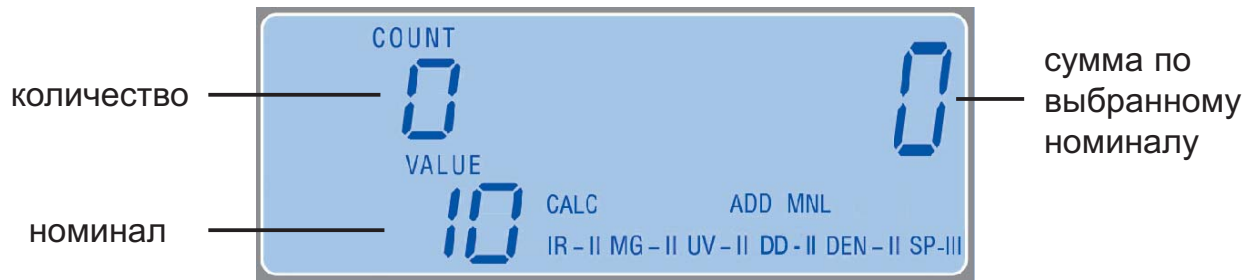 COUNT
0
0
количество
сумма по
выбранному
номиналу
VALUE
10
CALC ADD MNL
номинал
IR – II MG – II UV – II DD - II DEN – II SP-III